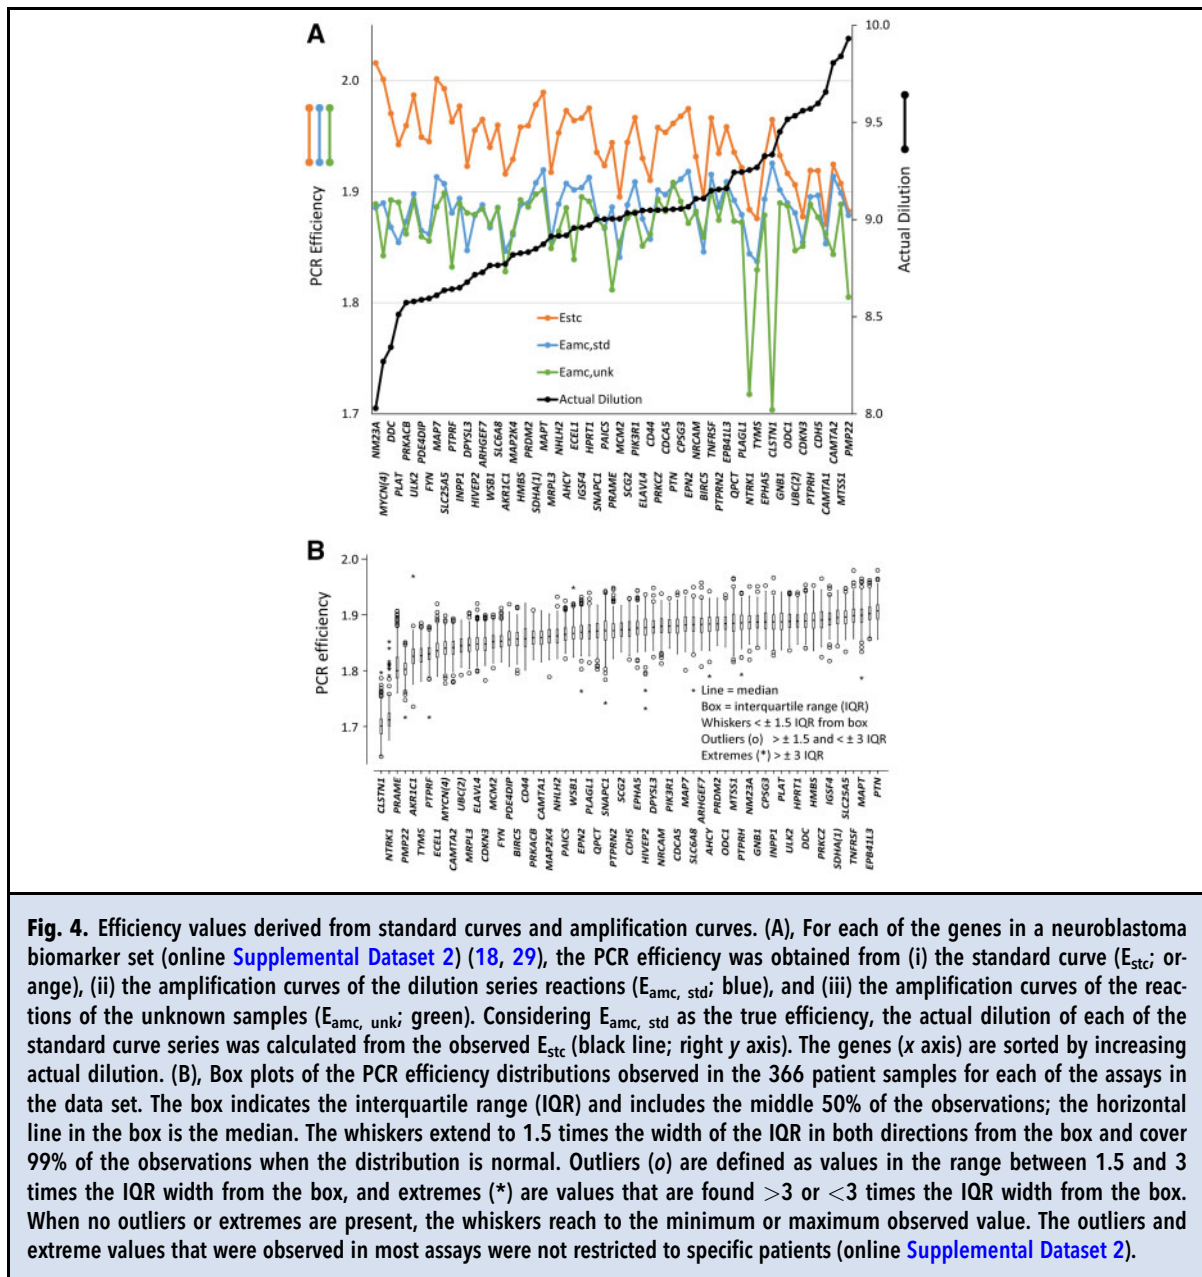 A
2.0
1.9
1.8
1.7
PCR Efficiency
10.0
9.5
9.0
8.5
8.0
Actual Dilution
Estc
Eamc,std
Eamc,unk
Actual Dilution
NM23A
MYCN(4)
DDC
PLAT
PRKACB
ULK2
PDE4DIP
FYN
MAP7
SLC25A5
PTPRF
INPP1
DPYSL3
HIVEP2
ARHGEF7
WSB1
SLC6A8
AKR1C1
MAP2K4
HMBS
PRDM2
SDHA(1)
MAPT
MRPL3
NHLH2
AHCY
ECEL1
IGSF4
HPRT1
SNAPC1
PAICS
PRAME
MCM2
SCG2
PIK3R1
ELAVL4
CD44
PRKCZ
CDCA5
PTN
CPSG3
EPN2
NRCAM
BIRC5
TNFRSF
PTPRN2
EPB41L3
QPCT
PLAGL1
NTRK1
TYMS
EPHA5
CLSTN1
GNB1
ODC1
UBC(2)
CDKN3
PTPRH
CDH5
CAMTA1
CAMTA2
MTSS1
PMP22
B
2.0
1.9
1.8
1.7
PCR efficiency
Line = median
Box = interquartile range (IQR)
Whiskers < ± 1.5 IQR from box
Outliers (o) > ± 1.5 and < ± 3 IQR
Extremes (*) > ± 3 IQR
CLSTN1
NTRK1
PRAME
PMP22
AKR1C1
TYMS
PTPRF
ECEL1
MYCN(4)
CAMTA2
UBC(2)
MRPL3
ELAVL4
CDKN3
MCM2
FYN
PDE4DIP
BIRC5
CD44
PRKACB
CAMTA1
MAP2K4
NHLH2
PAICS
WSB1
EPN2
PLAGL1
QPCT
SNAPC1
PTPRN2
SCG2
CDH5
EPHA5
HIVEP2
DPYSL3
NRCAM
PIK3R1
CDCA5
MAP7
SLC6A8
ARHGEF7
AHCY
PRDM2
ODC1
MTSS1
PTPRH
NM23A
GNB1
CPSG3
INPP1
PLAT
ULK2
HPRT1
DDC
HMBS
PRKCZ
IGSF4
SDHA(1)
SLC25A5
TNFRSF
MAPT
EPB41L3
PTN
Fig. 4. Efficiency values derived from standard curves and amplification curves. (A), For each of the genes in a neuroblastoma
biomarker set (online Supplemental Dataset 2) (18, 29), the PCR efficiency was obtained from (i) the standard curve (Estc; or-
ange), (ii) the amplification curves of the dilution series reactions (Eamc, std; blue), and (iii) the amplification curves of the reac-
tions of the unknown samples (Eamc, unk; green). Considering Eamc, std as the true efficiency, the actual dilution of each of the
standard curve series was calculated from the observed Estc (black line; right y axis). The genes (x axis) are sorted by increasing
actual dilution. (B), Box plots of the PCR efficiency distributions observed in the 366 patient samples for each of the assays in
the data set. The box indicates the interquartile range (IQR) and includes the middle 50% of the observations; the horizontal
line in the box is the median. The whiskers extend to 1.5 times the width of the IQR in both directions from the box and cover
99% of the observations when the distribution is normal. Outliers (o) are defined as values in the range between 1.5 and 3
times the IQR width from the box, and extremes (*) are values that are found >3 or <3 times the IQR width from the box.
When no outliers or extremes are present, the whiskers reach to the minimum or maximum observed value. The outliers and
extreme values that were observed in most assays were not restricted to specific patients (online Supplemental Dataset 2).